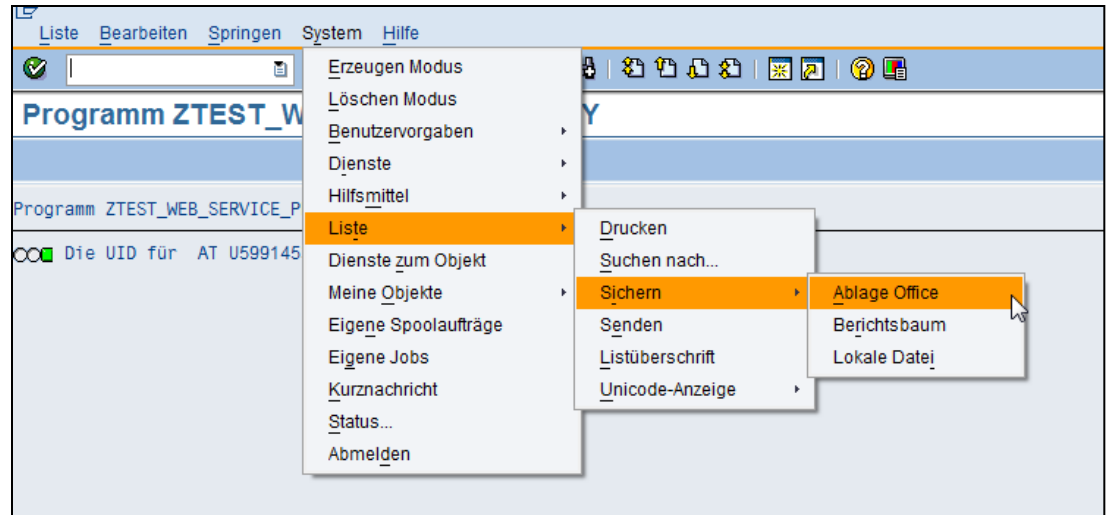 Liste Bearbeiten Springen System Hilfe
Programm ZTEST_W Y
Programm ZTEST_WEB_SERVICE_P
Die UID für AT U599145
Erzeugen Modus
Löschen Modus
Benutzervorgaben
Dienste
Hilfsmittel
Liste
Dienste zum Objekt
Meine Objekte
Eigene Spoolaufträge
Eigene Jobs
Kurznachricht
Status...
Abmelden
Drucken
Suchen nach...
Sichern
Senden
Listüberschrift
Unicode-Anzeige
Ablage Office
Berichtsbaum
Lokale Datei